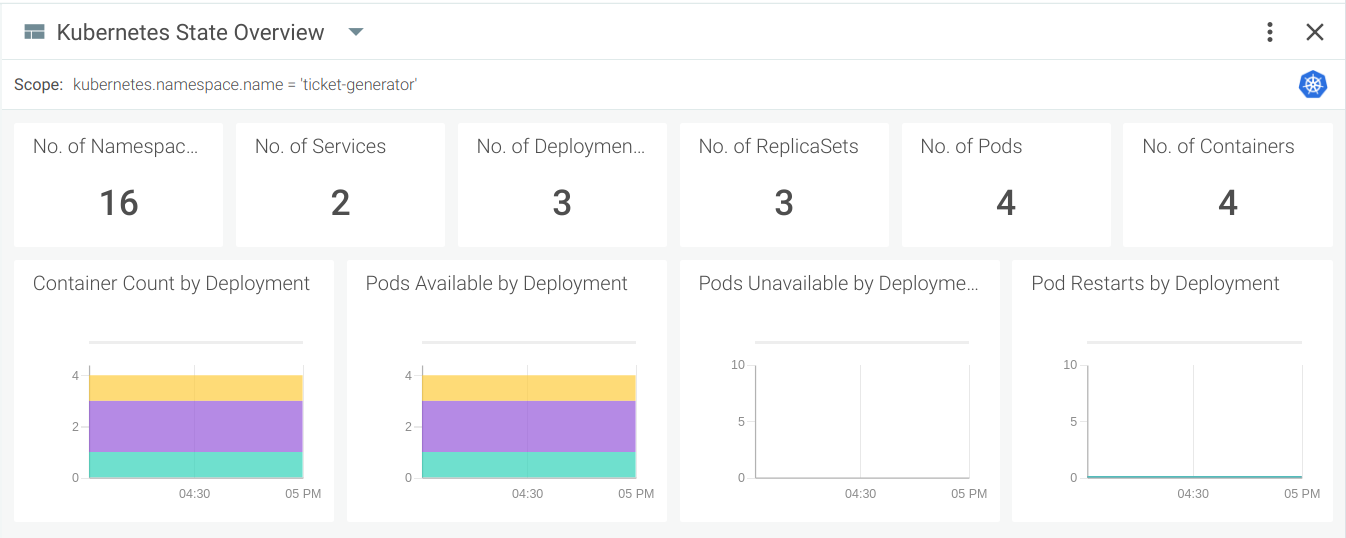 Kubernetes State Overview
Scope: kubernetes.namespace.name = 'ticket-generator'
No. of Namespac...
16
No. of Services
2
No. of Deploymen...
3
No. of ReplicaSets
3
No. of Pods
4
No. of Containers
4
Container Count by Deployment
4
2
0
04:30
05 PM
Pods Available by Deployment
4
2
0
04:30
05 PM
Pods Unavailable by Deployme...
10
5
0
04:30
05 PM
Pod Restarts by Deployment
10
5
0
04:30
05 PM